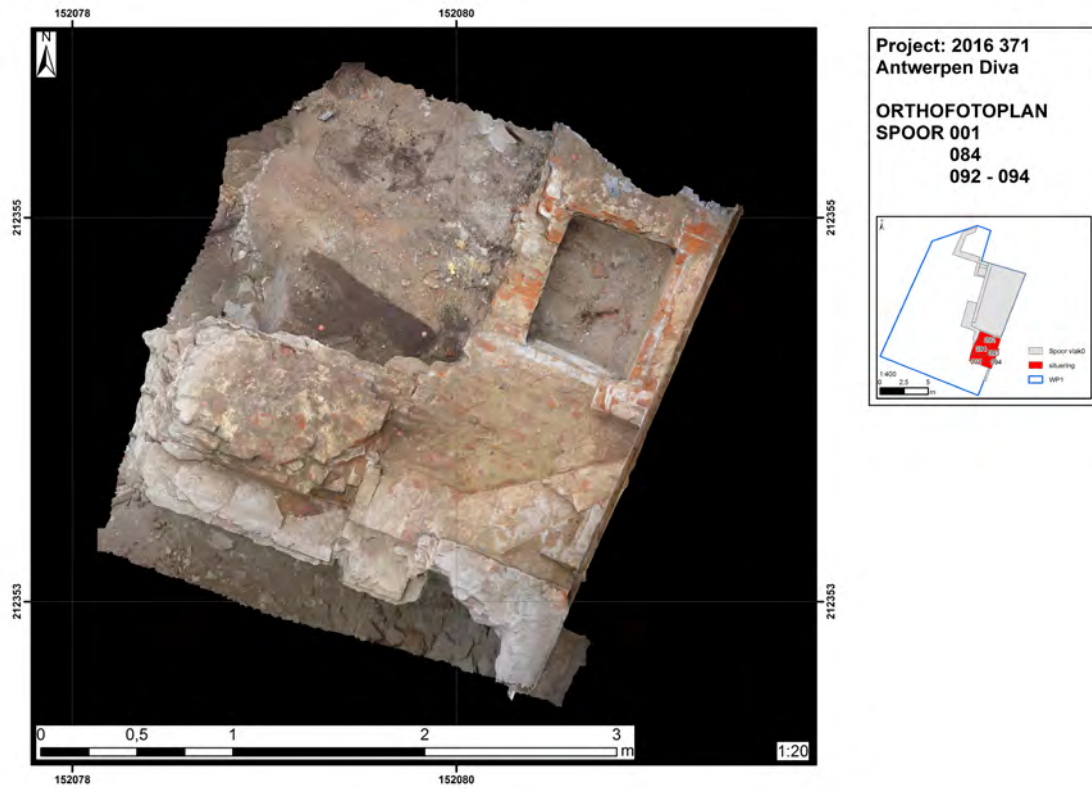 152078
152080
N
212355
212355
212353
212353
0
0,5
1
2
3
m
1:20
152078
152080
Project: 2016 371
Antwerpen Diva
ORTHOFOTOPLAN
SPOOR 001
084
092 - 094
1:400
0
2.5
5
m
Spoor vlak0
situering
WP1